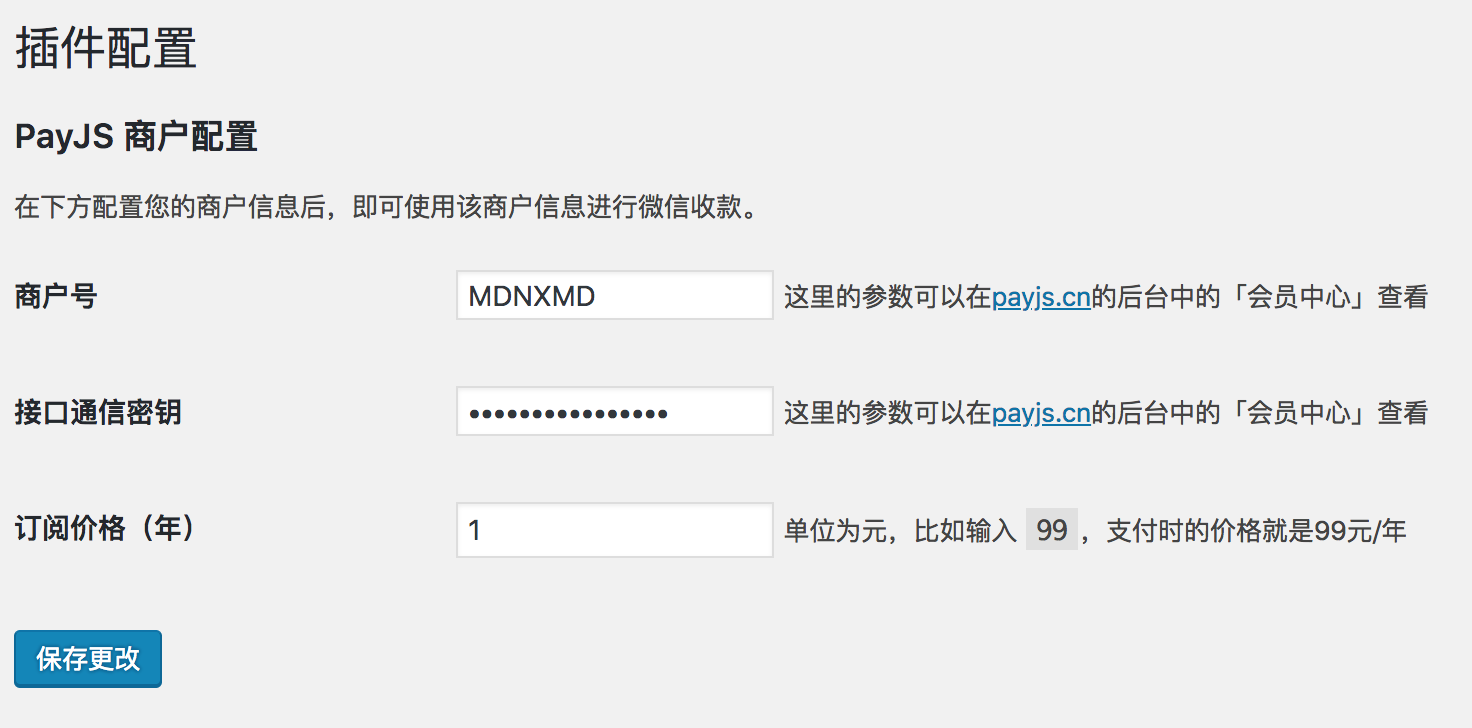 插件配置
PayJS 商户配置
在下方配置您的商户信息后，即可使用该商户信息进行微信收款。
商户号 MDNXMD 这里的参数可以在payjs.cn的后台中的「会员中心」查看
接口通信密钥 •••••••••••••••• 这里的参数可以在payjs.cn的后台中的「会员中心」查看
订阅价格（年） 1 单位为元，比如输入 99 ，支付时的价格就是99元/年
保存更改